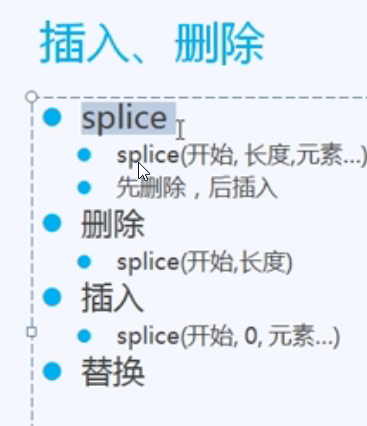 插入、删除
splice
splice(开始, 长度,元素...)
先删除，后插入
删除
splice(开始,长度)
插入
splice(开始, 0, 元素...)
替换